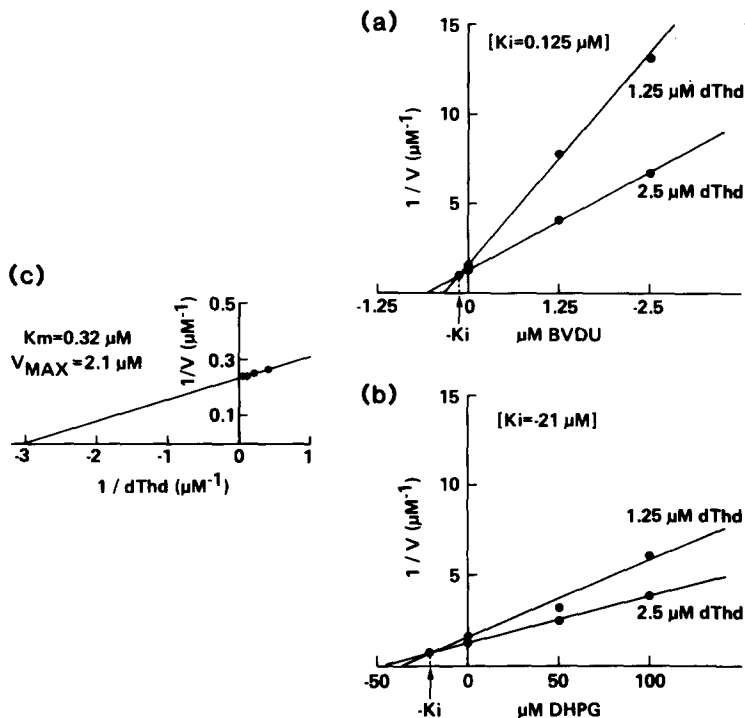 (a)
[Ki=0.125 μM]
1 / V (μM⁻¹)
15
10
5
1.25 μM dThd
2.5 μM dThd
-1.25
0
1.25
-2.5
-Ki
μM BVDU
(c)
Km=0.32 μM
VMAX=2.1 μM
1/V (μM⁻¹)
0.5
0.3
0.1
-3
-2
-1
0
1
1 / dThd (μM⁻¹)
(b)
[Ki=-21 μM]
1 / V (μM⁻¹)
15
10
5
1.25 μM dThd
2.5 μM dThd
-50
0
50
100
-Ki
μM DHPG